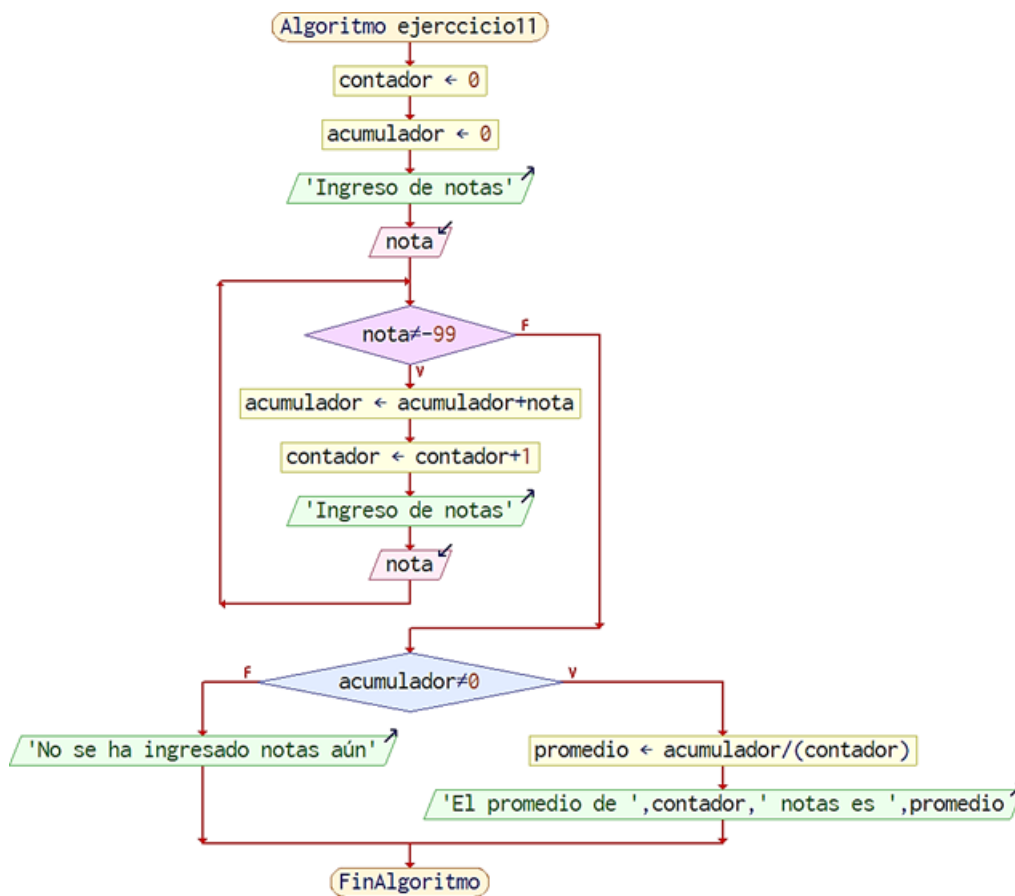 Algoritmo ejerccicio11
contador ← 0
acumulador ← 0
'Ingreso de notas'
nota
nota≠-99
F
V
acumulador ← acumulador+nota
contador ← contador+1
'Ingreso de notas'
nota
acumulador≠0
F
V
'No se ha ingresado notas aún'
promedio ← acumulador/(contador)
'El promedio de ',contador,' notas es ',promedio
FinAlgoritmo